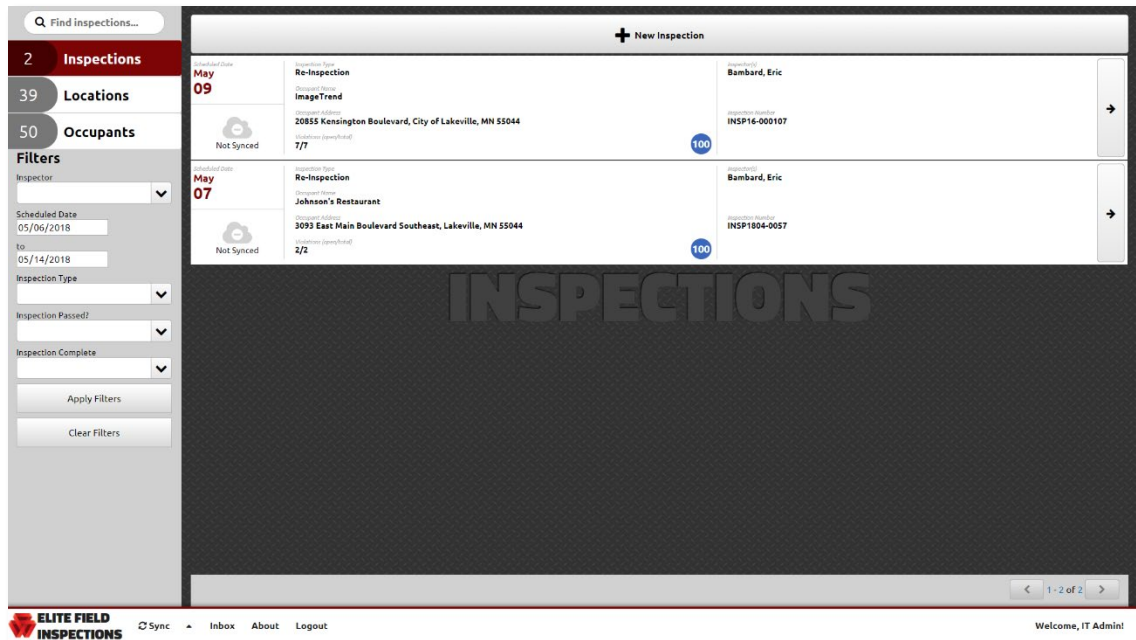 Find inspections...
2 Inspections
39 Locations
50 Occupants
Filters
Inspector
Scheduled Date
05/06/2018
to
05/14/2018
Inspection Type
Inspection Passed?
Inspection Complete
Apply Filters
Clear Filters
New Inspection
Scheduled Date
May
09
Not Synced
Inspection Type
Re-Inspection
Occupant Name
ImageTrend
Occupant Address
20855 Kensington Boulevard, City of Lakeville, MN 55044
Violations (open/total)
7/7
100
Inspector(s)
Bambard, Eric
Inspection Number
INSP16-000107
Scheduled Date
May
07
Not Synced
Inspection Type
Re-Inspection
Occupant Name
Johnson's Restaurant
Occupant Address
3093 East Main Boulevard Southeast, Lakeville, MN 55044
Violations (open/total)
2/2
100
Inspector(s)
Bambard, Eric
Inspection Number
INSP1804-0057
INSPECTIONS
1 - 2 of 2
ELITE FIELD
INSPECTIONS
Sync Inbox About Logout
Welcome, IT Admin!